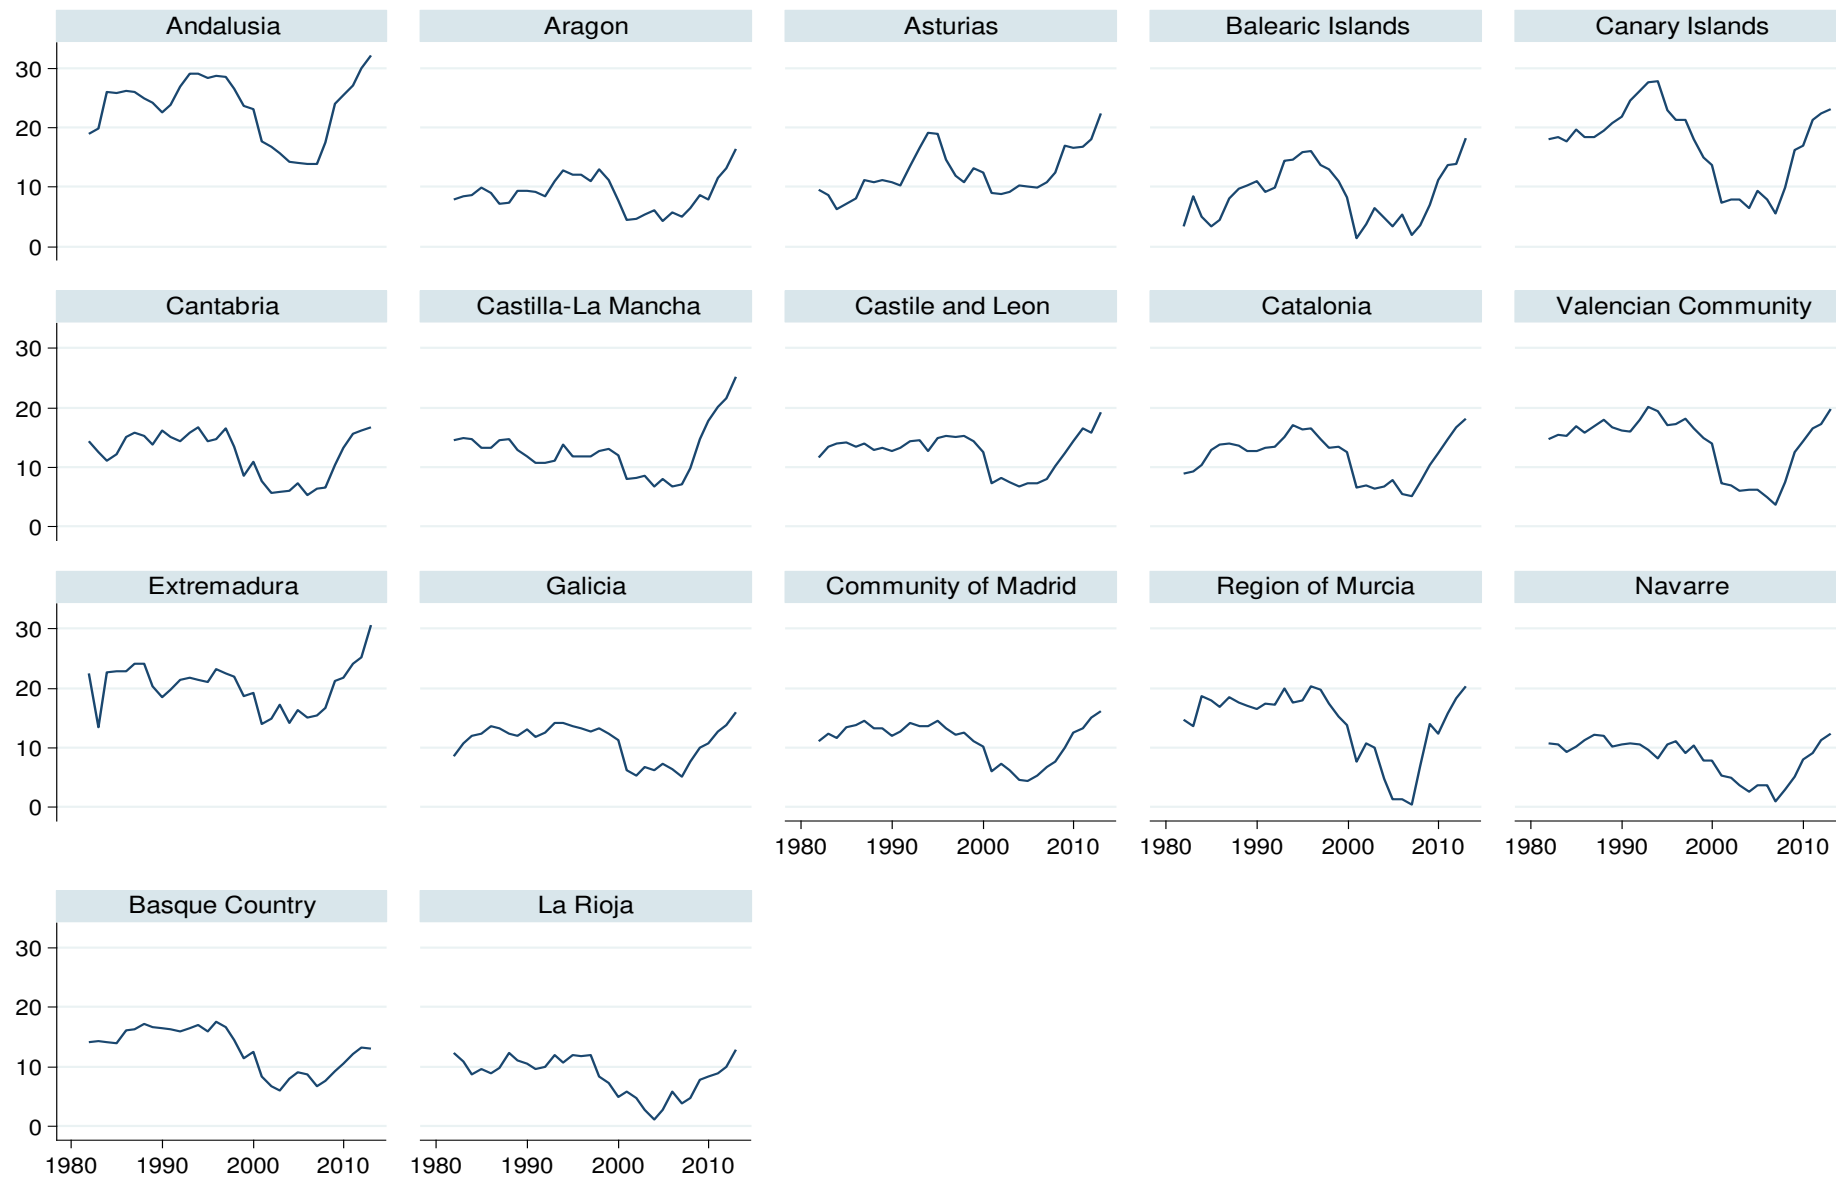 Andalusia
Aragon
Asturias
Balearic Islands
Canary Islands
30
20
10
0
Cantabria
Castilla-La Mancha
Castile and Leon
Catalonia
Valencian Community
30
20
10
0
Extremadura
Galicia
Community of Madrid
Region of Murcia
Navarre
30
20
10
0
1980 1990 2000 2010
1980 1990 2000 2010
1980 1990 2000 2010
Basque Country
La Rioja
30
20
10
0
1980 1990 2000 2010
1980 1990 2000 2010